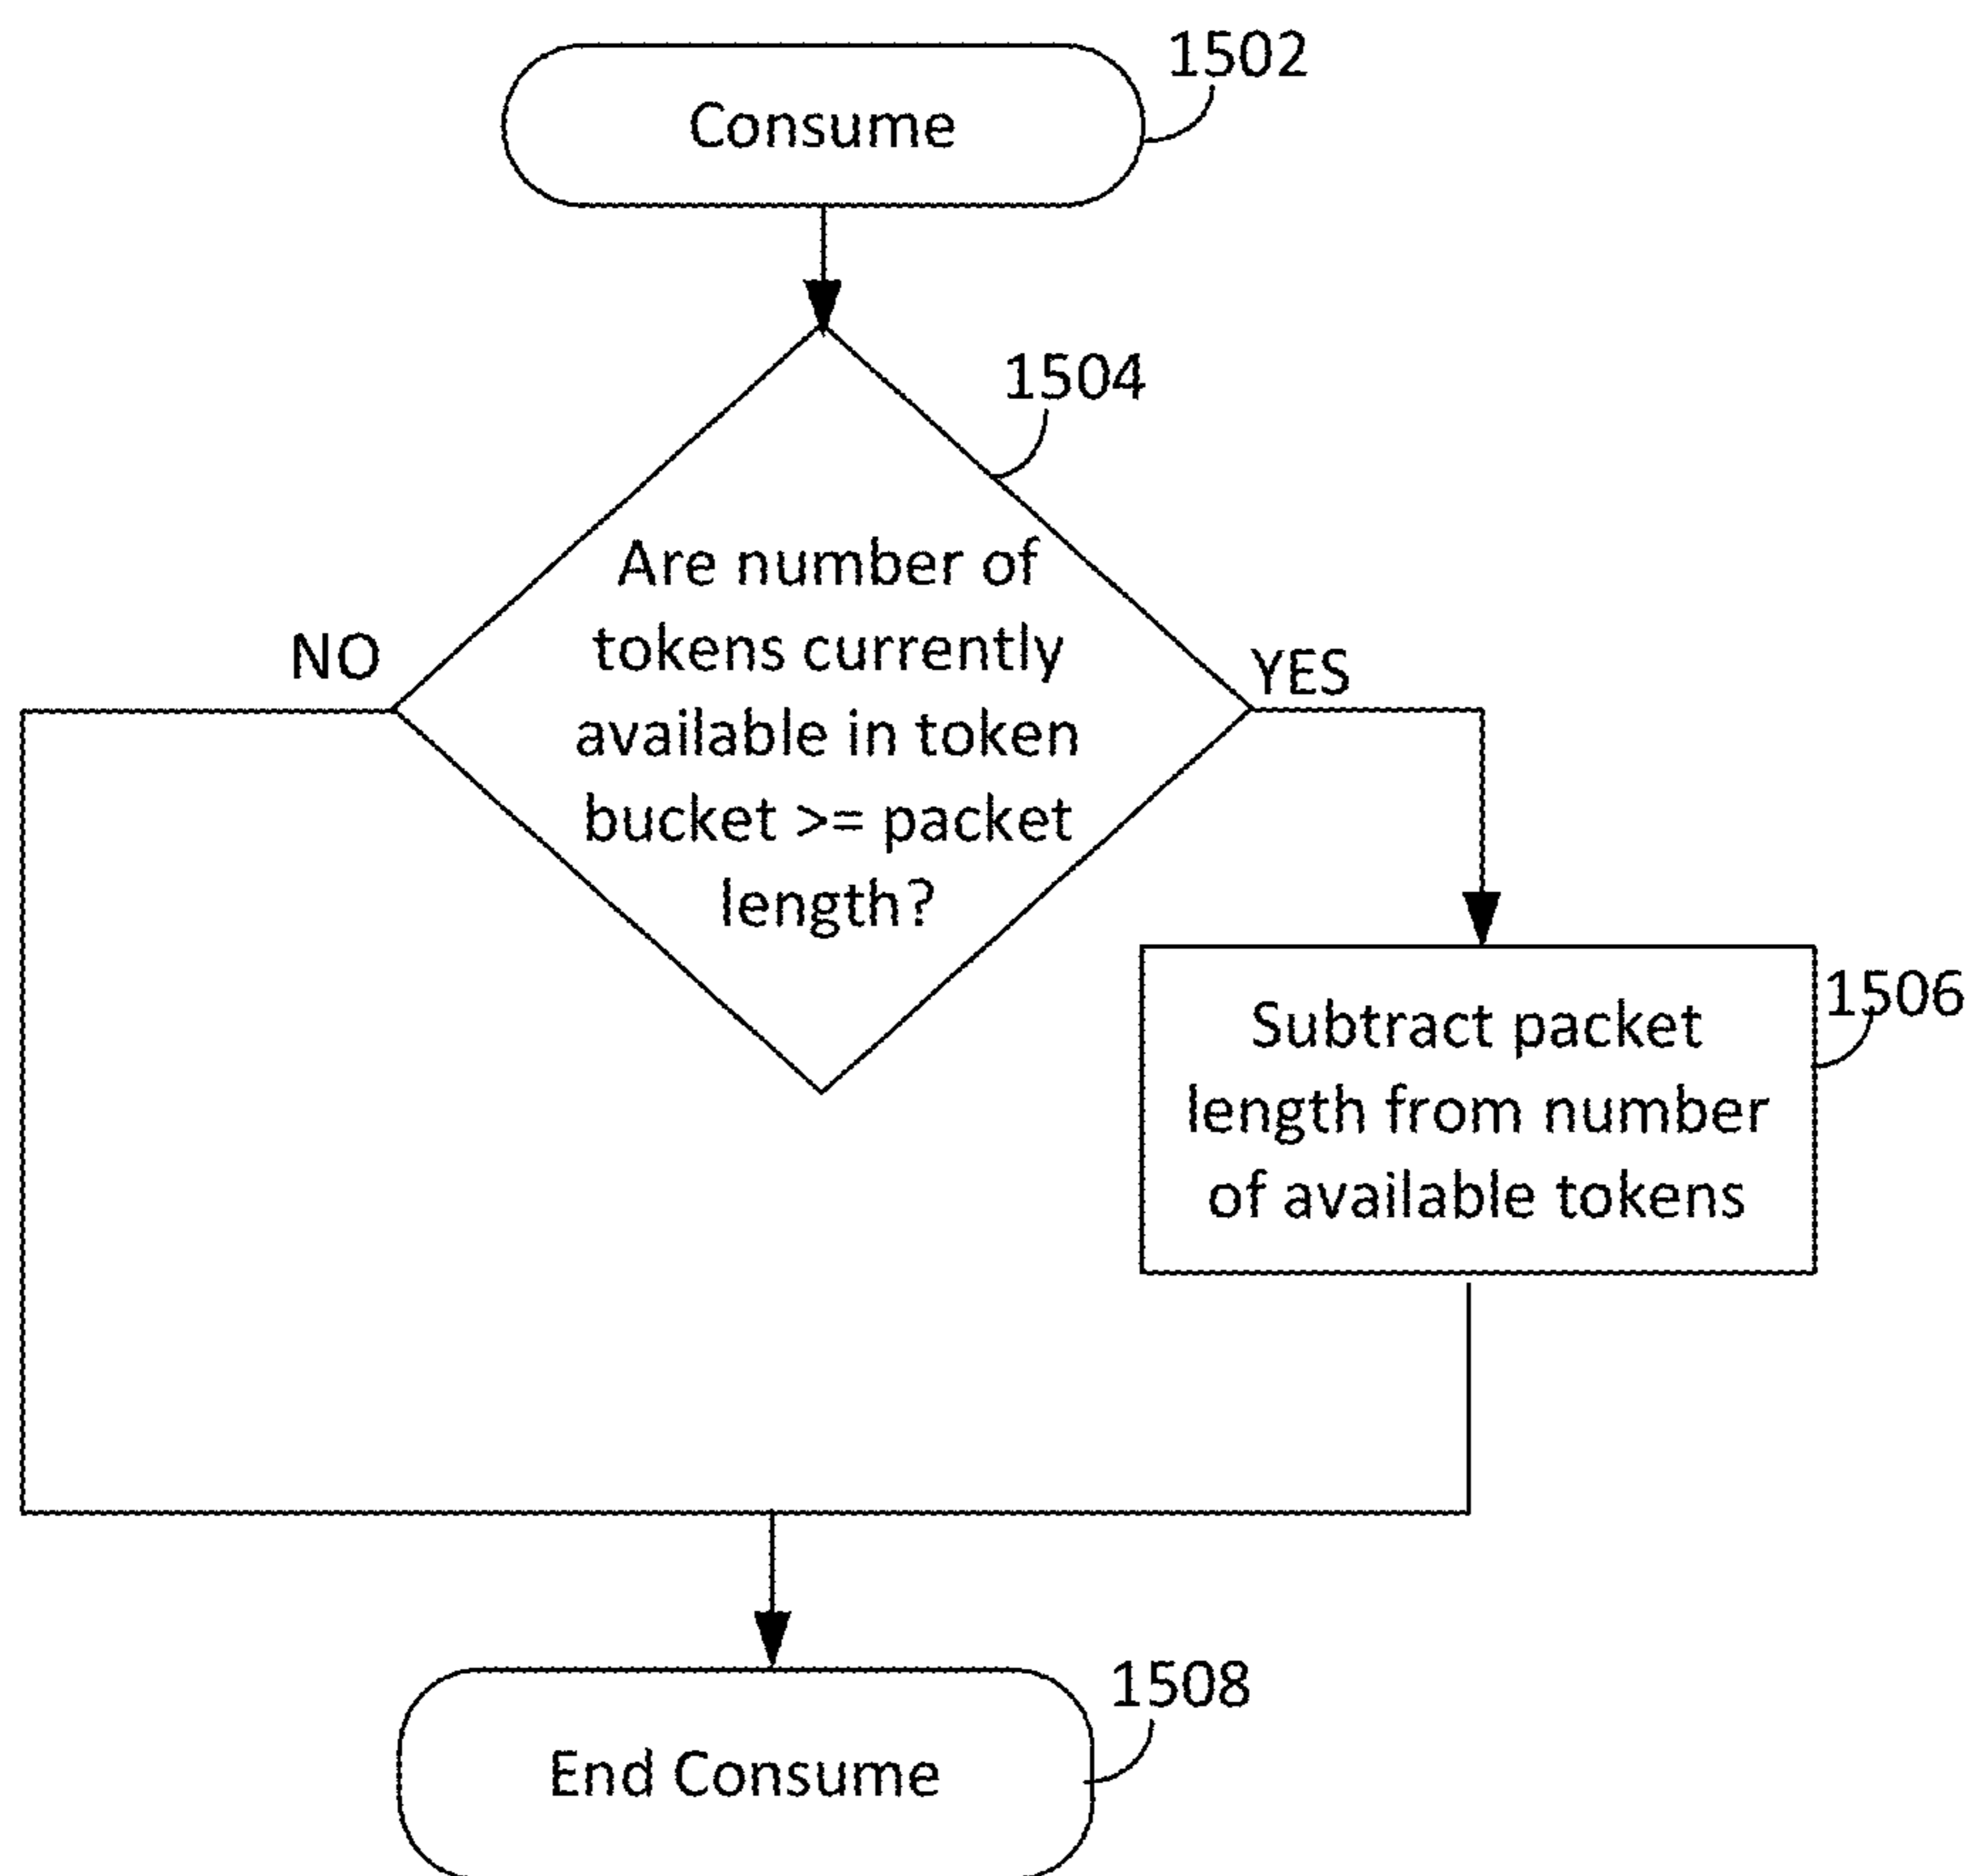 1502
Consume
1504
Are number of
tokens currently
available in token
bucket >= packet
length?
NO
YES
1506
Subtract packet
length from number
of available tokens
1508
End Consume